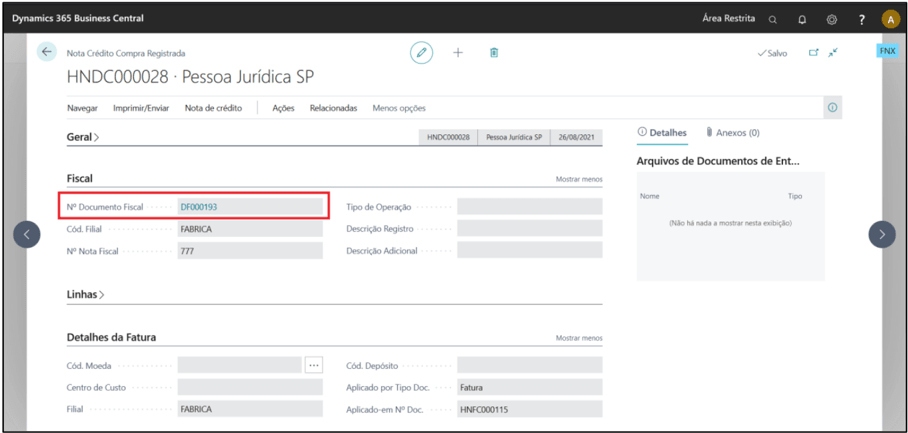 Dynamics 365 Business Central
Área Restrita
?
A
Nota Crédito Compra Registrada
Salvo
FNX
HNDC000028 · Pessoa Jurídica SP
Navegar Imprimir/Enviar Nota de crédito Ações Relacionadas Menos opções
Geral
HNDC000028 Pessoa Jurídica SP 26/08/2021
Detalhes Anexos (0)
Arquivos de Documentos de Ent...
Nome Tipo
(Não há nada a mostrar nesta exibição)
Fiscal
Mostrar menos
Nº Documento Fiscal DF000193 Tipo de Operação
Cód. Filial FABRICA Descrição Registro
Nº Nota Fiscal 777 Descrição Adicional
Linhas
Detalhes da Fatura
Mostrar menos
Cód. Moeda ... Cód. Depósito
Centro de Custo Aplicado por Tipo Doc. Fatura
Filial FABRICA Aplicado-em Nº Doc. HNFC000115